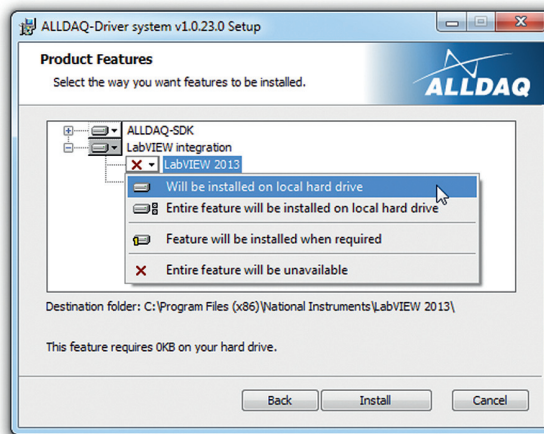 ALLDAQ-Driver system v1.0.23.0 Setup
Product Features
Select the way you want features to be installed.
ALLDAQ
ALLDAQ-SDK
LabVIEW integration
LabVIEW 2013
Will be installed on local hard drive
Entire feature will be installed on local hard drive
Feature will be installed when required
Entire feature will be unavailable
Destination folder: C:\Program Files (x86)\National Instruments\LabVIEW 2013\
This feature requires 0KB on your hard drive.
Back Install Cancel